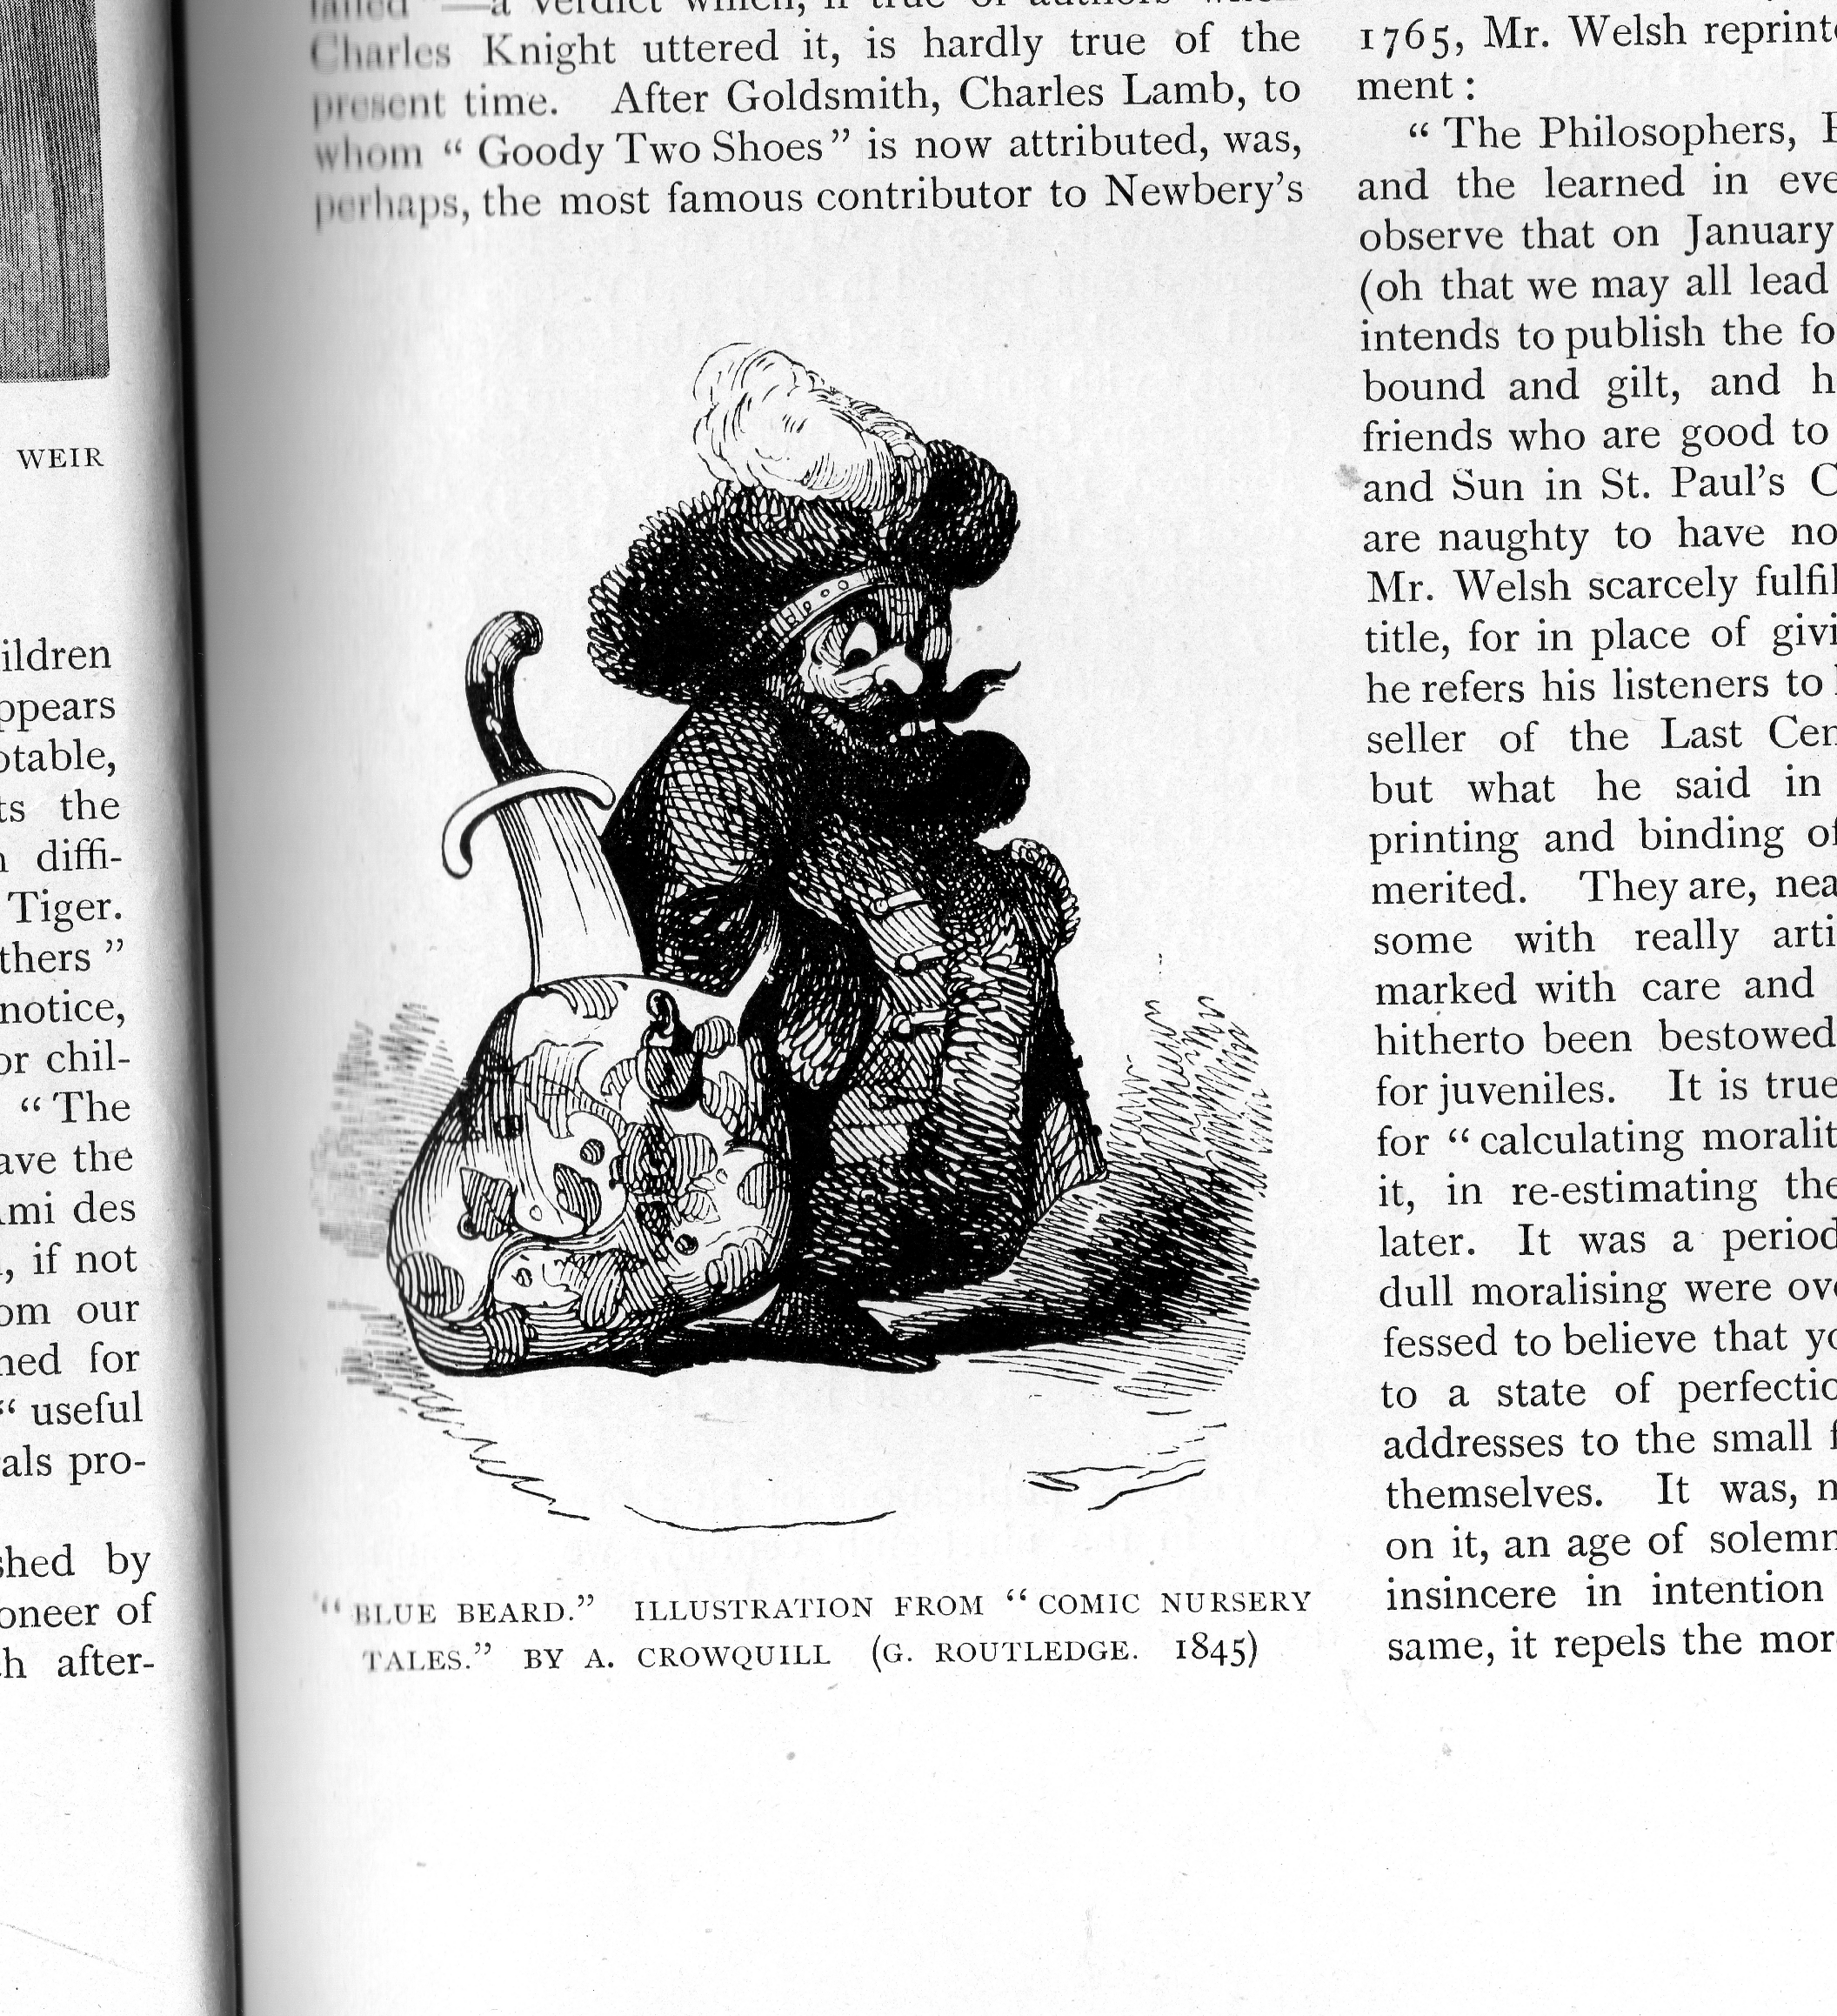 WEIR
ildren
ppears
otable,
ts the
diffi-
Tiger.
thers”
notice,
or chil-
“The
ave the
mi des
, if not
om our
ned for
“useful
als pro-
shed by
oneer of
h after-
—a verdict which, if true of authors when
Charles Knight uttered it, is hardly true of the
present time. After Goldsmith, Charles Lamb, to
whom “Goody Two Shoes” is now attributed, was,
perhaps, the most famous contributor to Newbery’s
“BLUE BEARD.” ILLUSTRATION FROM “COMIC NURSERY
TALES.” BY A. CROWQUILL (G. ROUTLEDGE. 1845)
1765, Mr. Welsh reprint
ment:
“The Philosophers,
and the learned in eve
observe that on January
(oh that we may all lead
intends to publish the fo
bound and gilt, and h
friends who are good to
and Sun in St. Paul’s C
are naughty to have no
Mr. Welsh scarcely fulfil
title, for in place of givi
he refers his listeners to
seller of the Last Cen
but what he said in
printing and binding of
merited. They are, nea
some with really arti
marked with care and
hitherto been bestowed
for juveniles. It is true
for “calculating moralit
it, in re-estimating the
later. It was a period
dull moralising were ove
fessed to believe that yo
to a state of perfectio
addresses to the small f
themselves. It was, n
on it, an age of solemn
insincere in intention
same, it repels the mor